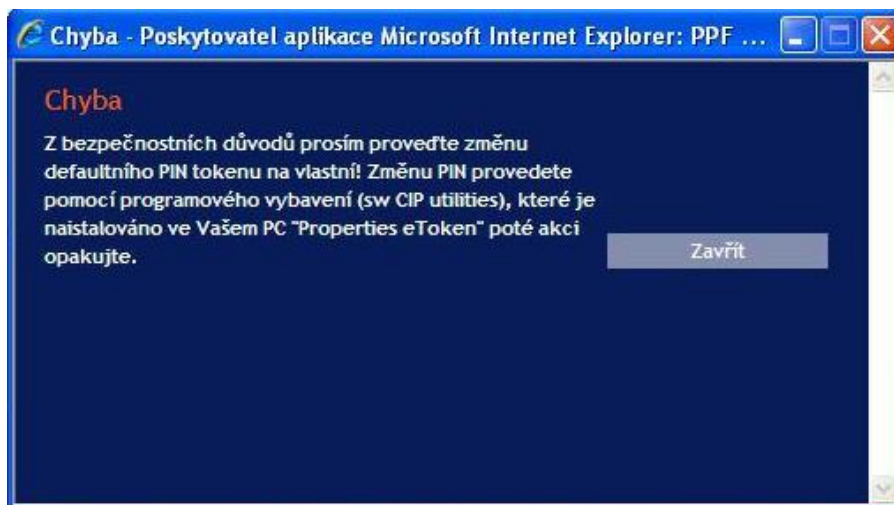 Chyba - Poskytovatel aplikace Microsoft Internet Explorer: PPF ...
Chyba
Z bezpečnostních důvodů prosím proveďte změnu
defaultního PIN tokenu na vlastní! Změnu PIN provedete
pomocí programového vybavení (sw CIP utilities), které je
naistalováno ve Vašem PC "Properties eToken" poté akci
opakujte.
Zavřít